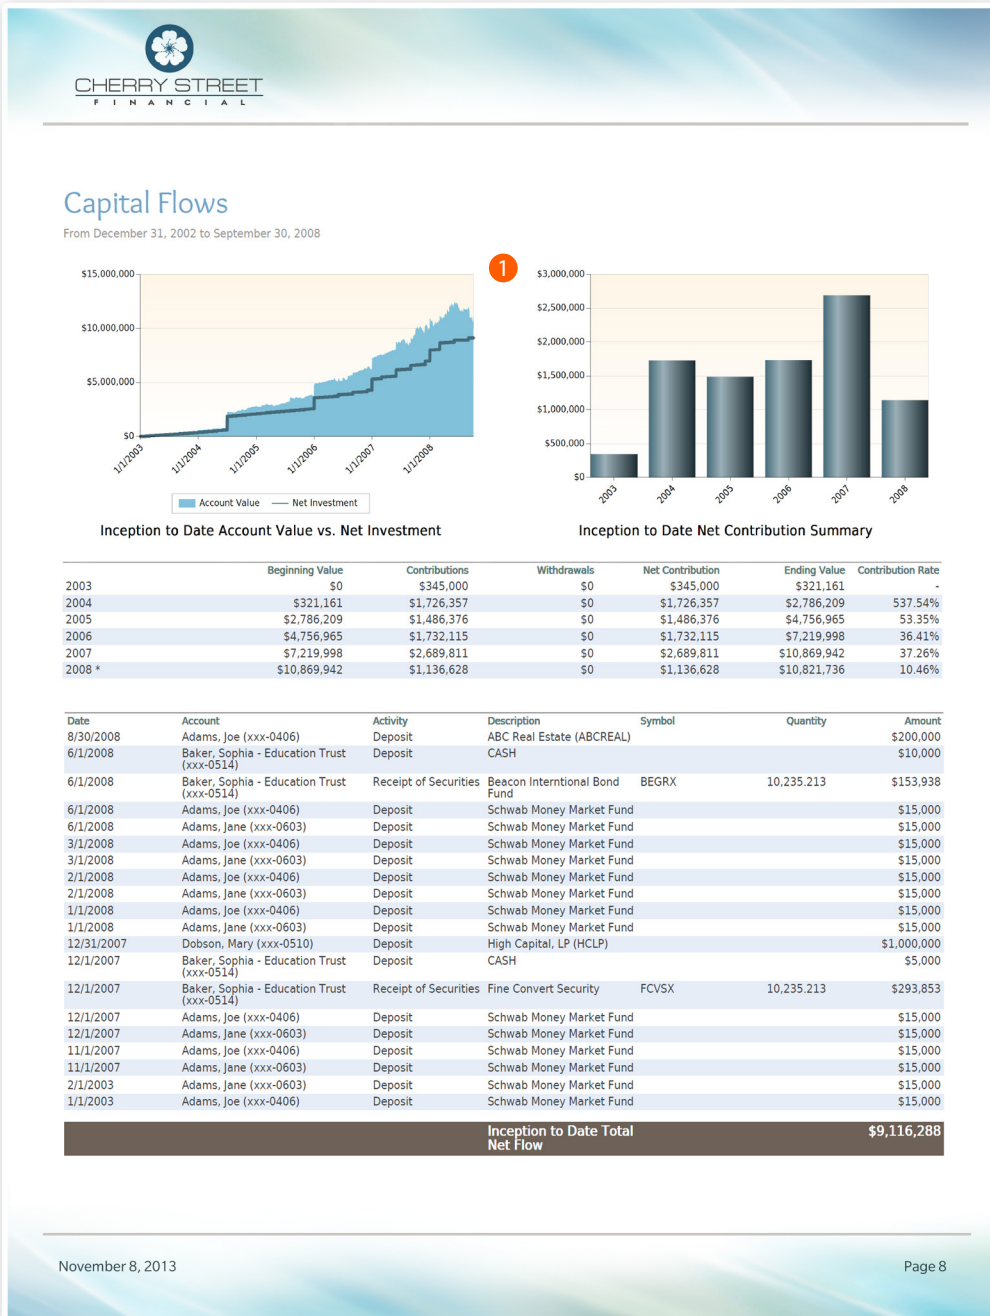 CHERRY STREET
FINANCIAL
Capital Flows
From December 31, 2002 to September 30, 2008
1
$15,000,000
$10,000,000
$5,000,000
$0
1/1/2003
1/1/2004
1/1/2005
1/1/2006
1/1/2007
1/1/2008
Account Value Net Investment
Inception to Date Account Value vs. Net Investment
$3,000,000
$2,500,000
$2,000,000
$1,500,000
$1,000,000
$500,000
$0
2003
2004
2005
2006
2007
2008
Inception to Date Net Contribution Summary
Beginning Value Contributions Withdrawals Net Contribution Ending Value Contribution Rate
2003 $0 $345,000 $0 $345,000 $321,161 -
2004 $321,161 $1,726,357 $0 $1,726,357 $2,786,209 537.54%
2005 $2,786,209 $1,486,376 $0 $1,486,376 $4,756,965 53.35%
2006 $4,756,965 $1,732,115 $0 $1,732,115 $7,219,998 36.41%
2007 $7,219,998 $2,689,811 $0 $2,689,811 $10,869,942 37.26%
2008 * $10,869,942 $1,136,628 $0 $1,136,628 $10,821,736 10.46%
Date Account Activity Description Symbol Quantity Amount
8/30/2008 Adams, Joe (xxx-0406) Deposit ABC Real Estate (ABCREAL) $200,000
6/1/2008 Baker, Sophia - Education Trust Deposit CASH $10,000
(xxx-0514)
6/1/2008 Baker, Sophia - Education Trust Receipt of Securities Beacon Interntional Bond BEGRX 10,235.213 $153,938
(xxx-0514) Fund
6/1/2008 Adams, Joe (xxx-0406) Deposit Schwab Money Market Fund $15,000
6/1/2008 Adams, Jane (xxx-0603) Deposit Schwab Money Market Fund $15,000
3/1/2008 Adams, Joe (xxx-0406) Deposit Schwab Money Market Fund $15,000
3/1/2008 Adams, Jane (xxx-0603) Deposit Schwab Money Market Fund $15,000
2/1/2008 Adams, Joe (xxx-0406) Deposit Schwab Money Market Fund $15,000
2/1/2008 Adams, Jane (xxx-0603) Deposit Schwab Money Market Fund $15,000
1/1/2008 Adams, Joe (xxx-0406) Deposit Schwab Money Market Fund $15,000
1/1/2008 Adams, Jane (xxx-0603) Deposit Schwab Money Market Fund $15,000
12/31/2007 Dobson, Mary (xxx-0510) Deposit High Capital, LP (HCLP) $1,000,000
12/1/2007 Baker, Sophia - Education Trust Deposit CASH $5,000
(xxx-0514)
12/1/2007 Baker, Sophia - Education Trust Receipt of Securities Fine Convert Security FCVSX 10,235.213 $293,853
(xxx-0514)
12/1/2007 Adams, Joe (xxx-0406) Deposit Schwab Money Market Fund $15,000
12/1/2007 Adams, Jane (xxx-0603) Deposit Schwab Money Market Fund $15,000
11/1/2007 Adams, Joe (xxx-0406) Deposit Schwab Money Market Fund $15,000
11/1/2007 Adams, Jane (xxx-0603) Deposit Schwab Money Market Fund $15,000
2/1/2003 Adams, Jane (xxx-0603) Deposit Schwab Money Market Fund $15,000
1/1/2003 Adams, Joe (xxx-0406) Deposit Schwab Money Market Fund $15,000
Inception to Date Total $9,116,288
Net Flow
November 8, 2013 Page 8